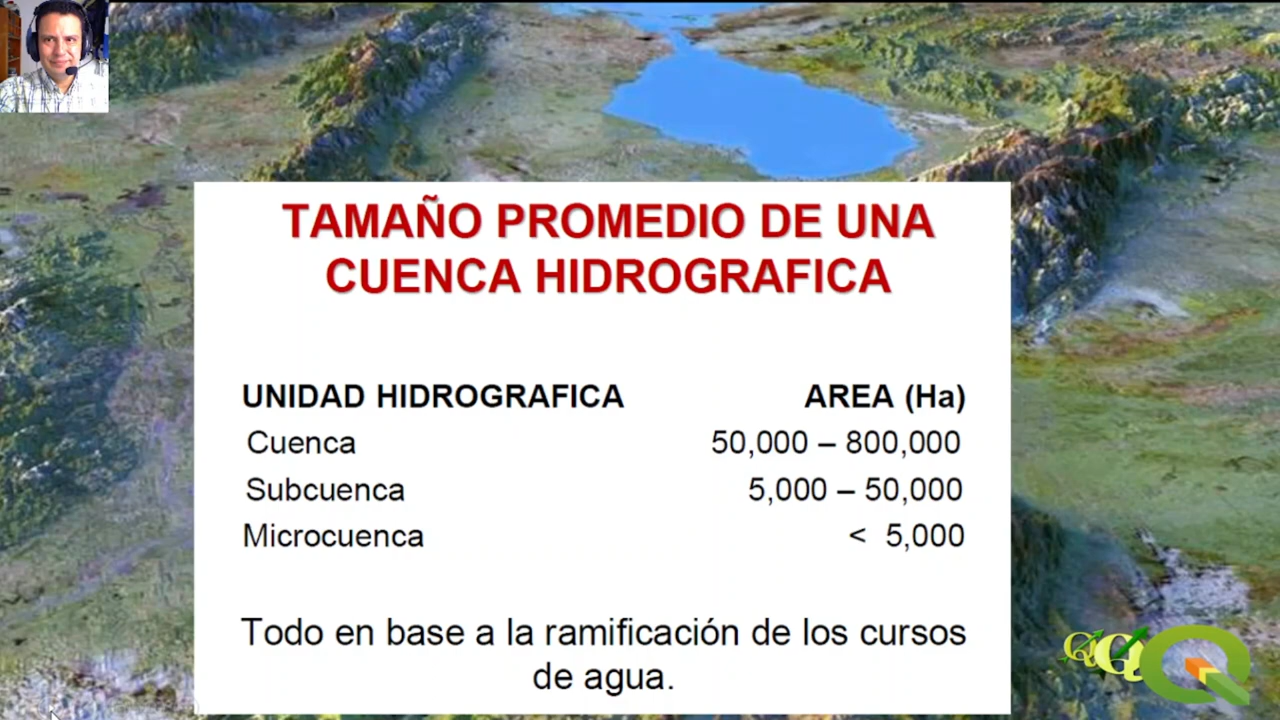 TAMAÑO PROMEDIO DE UNA
CUENCA HIDROGRAFICA
UNIDAD HIDROGRAFICA AREA (Ha)
Cuenca 50,000 – 800,000
Subcuenca 5,000 – 50,000
Microcuenca < 5,000
Todo en base a la ramificación de los cursos
de agua.